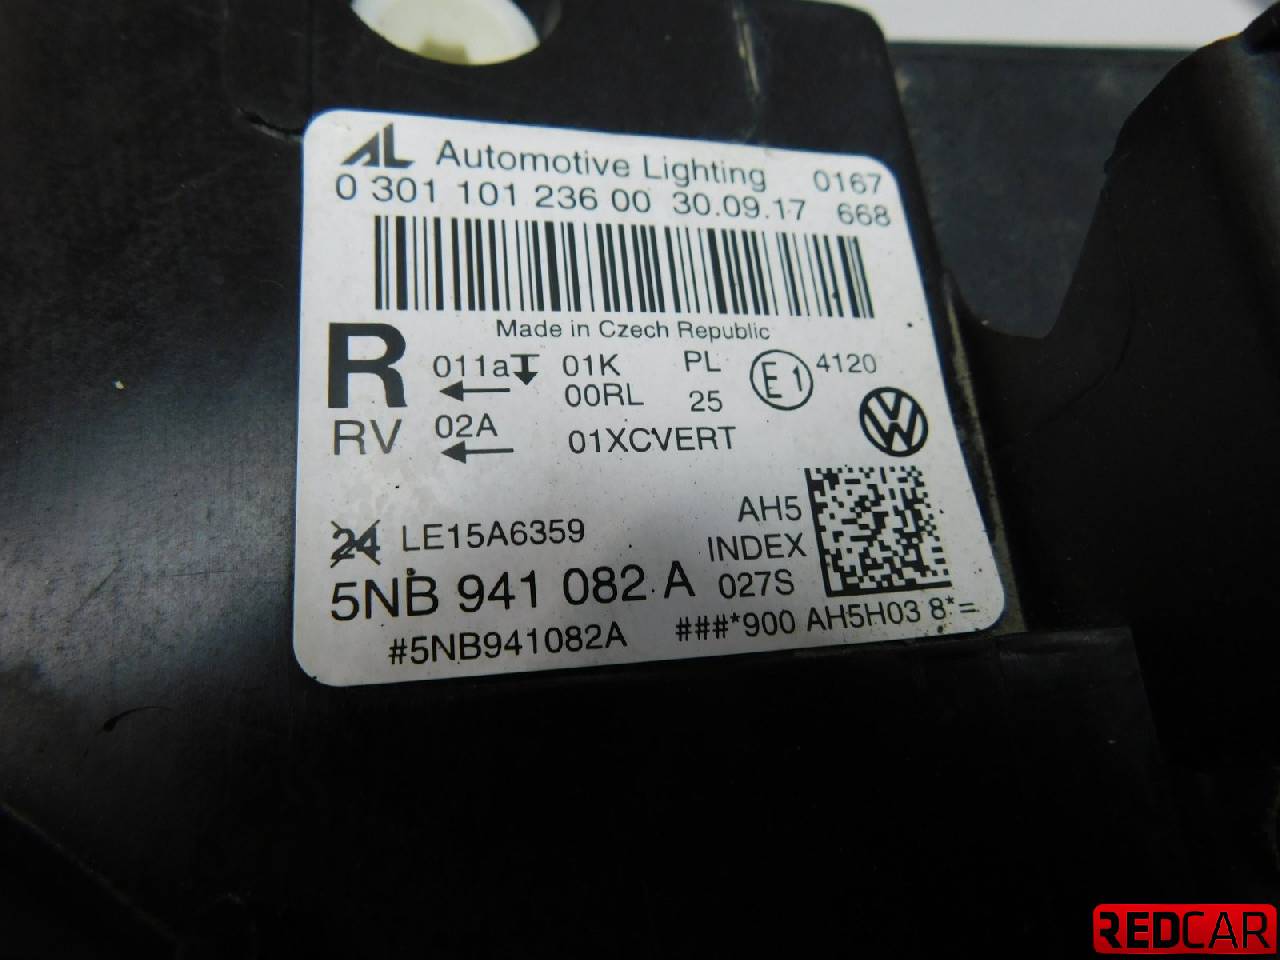 AL Automotive Lighting 0167
0 301 101 236 00 30.09.17 668
Made in Czech Republic
R 011a 01K PL E1 4120
00RL 25
RV 02A 01XCVERT
24 LE15A6359 AH5
INDEX
5NB 941 082 A 027S
#5NB941082A ###*900 AH5H03 8*=
REDCAR